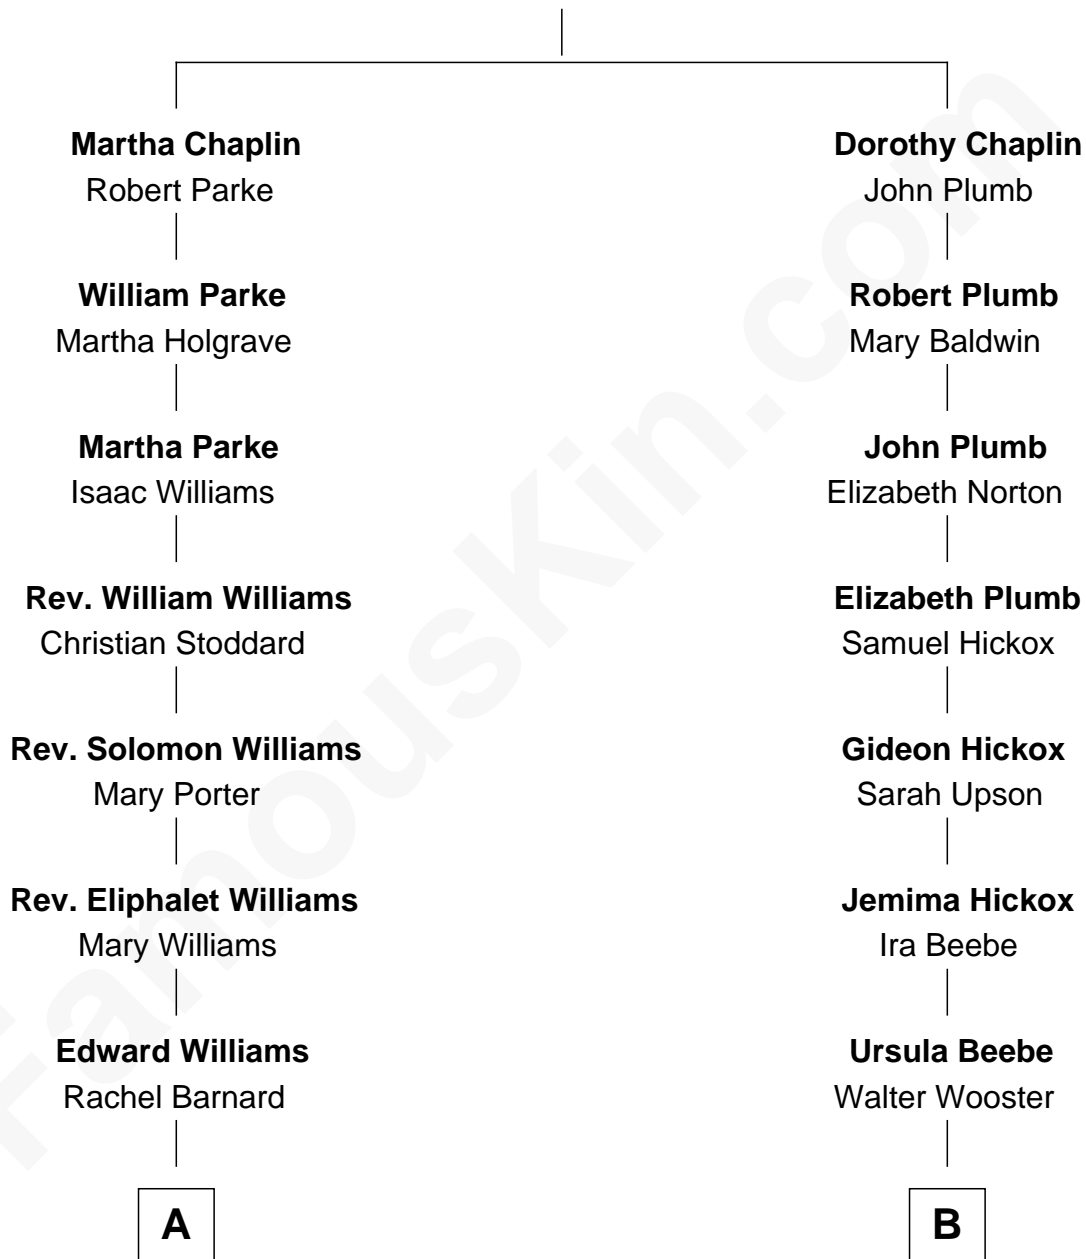 Martha Chaplin
Robert Parke
William Parke
Martha Holgrave
Martha Parke
Isaac Williams
Rev. William Williams
Christian Stoddard
Rev. Solomon Williams
Mary Porter
Rev. Eliphalet Williams
Mary Williams
Edward Williams
Rachel Barnard
A
Dorothy Chaplin
John Plumb
Robert Plumb
Mary Baldwin
John Plumb
Elizabeth Norton
Elizabeth Plumb
Samuel Hickox
Gideon Hickox
Sarah Upson
Jemima Hickox
Ira Beebe
Ursula Beebe
Walter Wooster
B
FamousKin.com